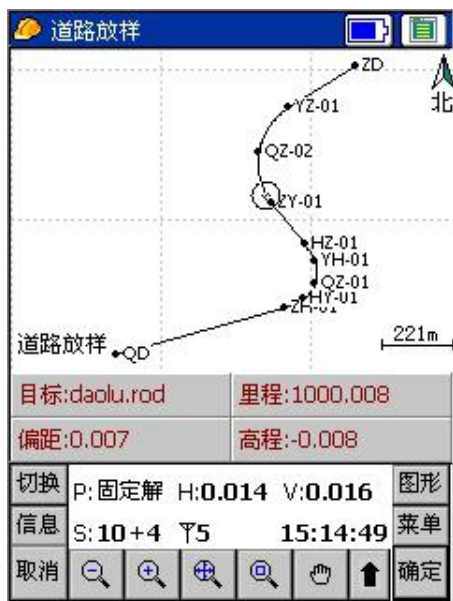 道路放样
ZD
北
YZ-01
QZ-02
ZY-01
HZ-01
YH-01
QZ-01
HY-01
ZH-01
221m
道路放样
QD
目标:daolu.rod 里程:1000.008
偏距:0.007 高程:-0.008
切换 P:固定解 H:0.014 V:0.016 图形
信息 S:10+4 5 15:14:49 菜单
取消 确定